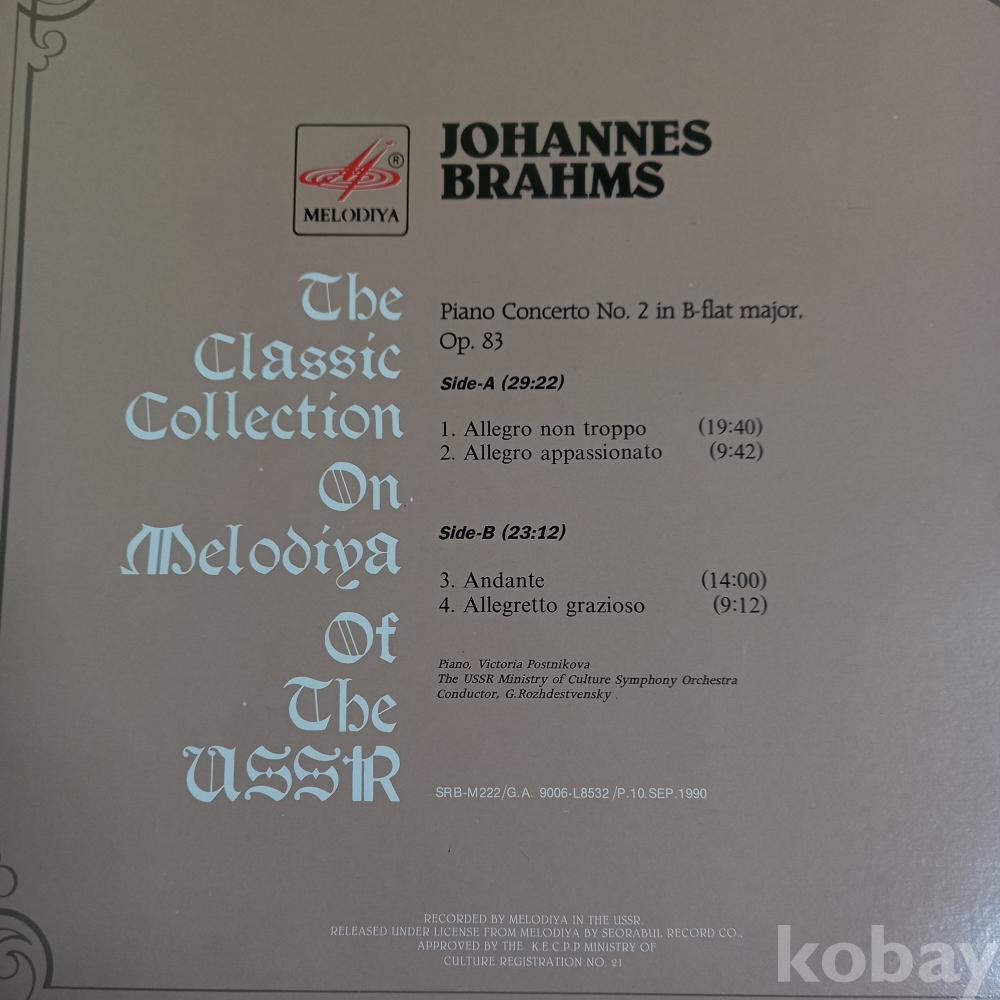 JOHANNES
BRAHMS
®
MELODIYA
The
Classic
Collection
On
Melodiya
Of
The
USSR
Piano Concerto No. 2 in B-flat major,
Op. 83
Side-A (29:22)
1. Allegro non troppo (19:40)
2. Allegro appassionato (9:42)
Side-B (23:12)
3. Andante (14:00)
4. Allegretto grazioso (9:12)
Piano, Victoria Postnikova
The USSR Ministry of Culture Symphony Orchestra
Conductor, G.Rozhdestvensky
SRB-M222/G.A. 9006-L8532/P.10.SEP.1990
RECORDED BY MELODIYA IN THE USSR.
RELEASED UNDER LICENSE FROM MELODIYA BY SEORABUL RECORD CO.,
APPROVED BY THE K.E.C.P.P MINISTRY OF
CULTURE REGISTRATION NO. 21
kobay